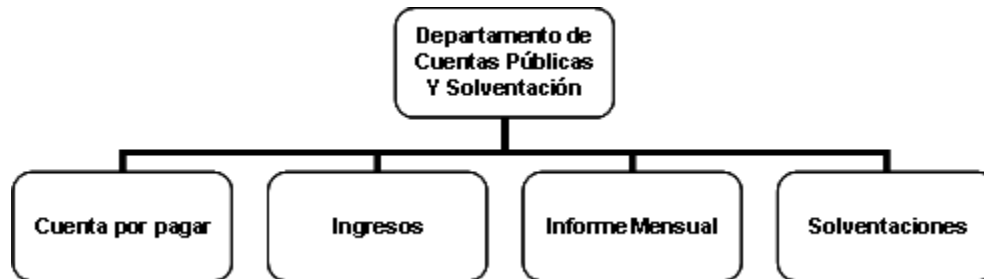 Departamento de
Cuentas Públicas
Y Solventación
Cuenta por pagar
Ingresos
Informe Mensual
Solventaciones